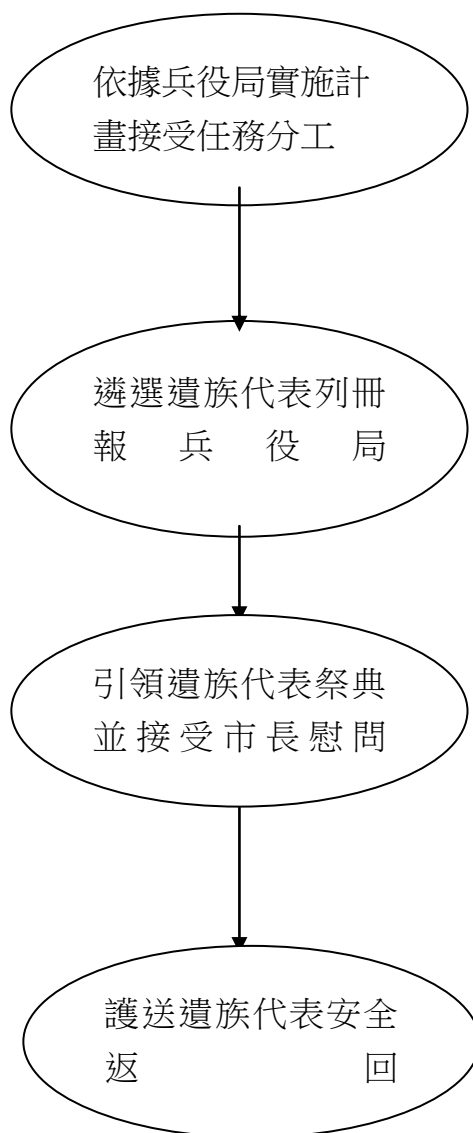 依據兵役局實施計
畫接受任務分工
遴選遺族代表列冊
報兵役局
引領遺族代表祭典
並接受市長慰問
護送遺族代表安全
返回